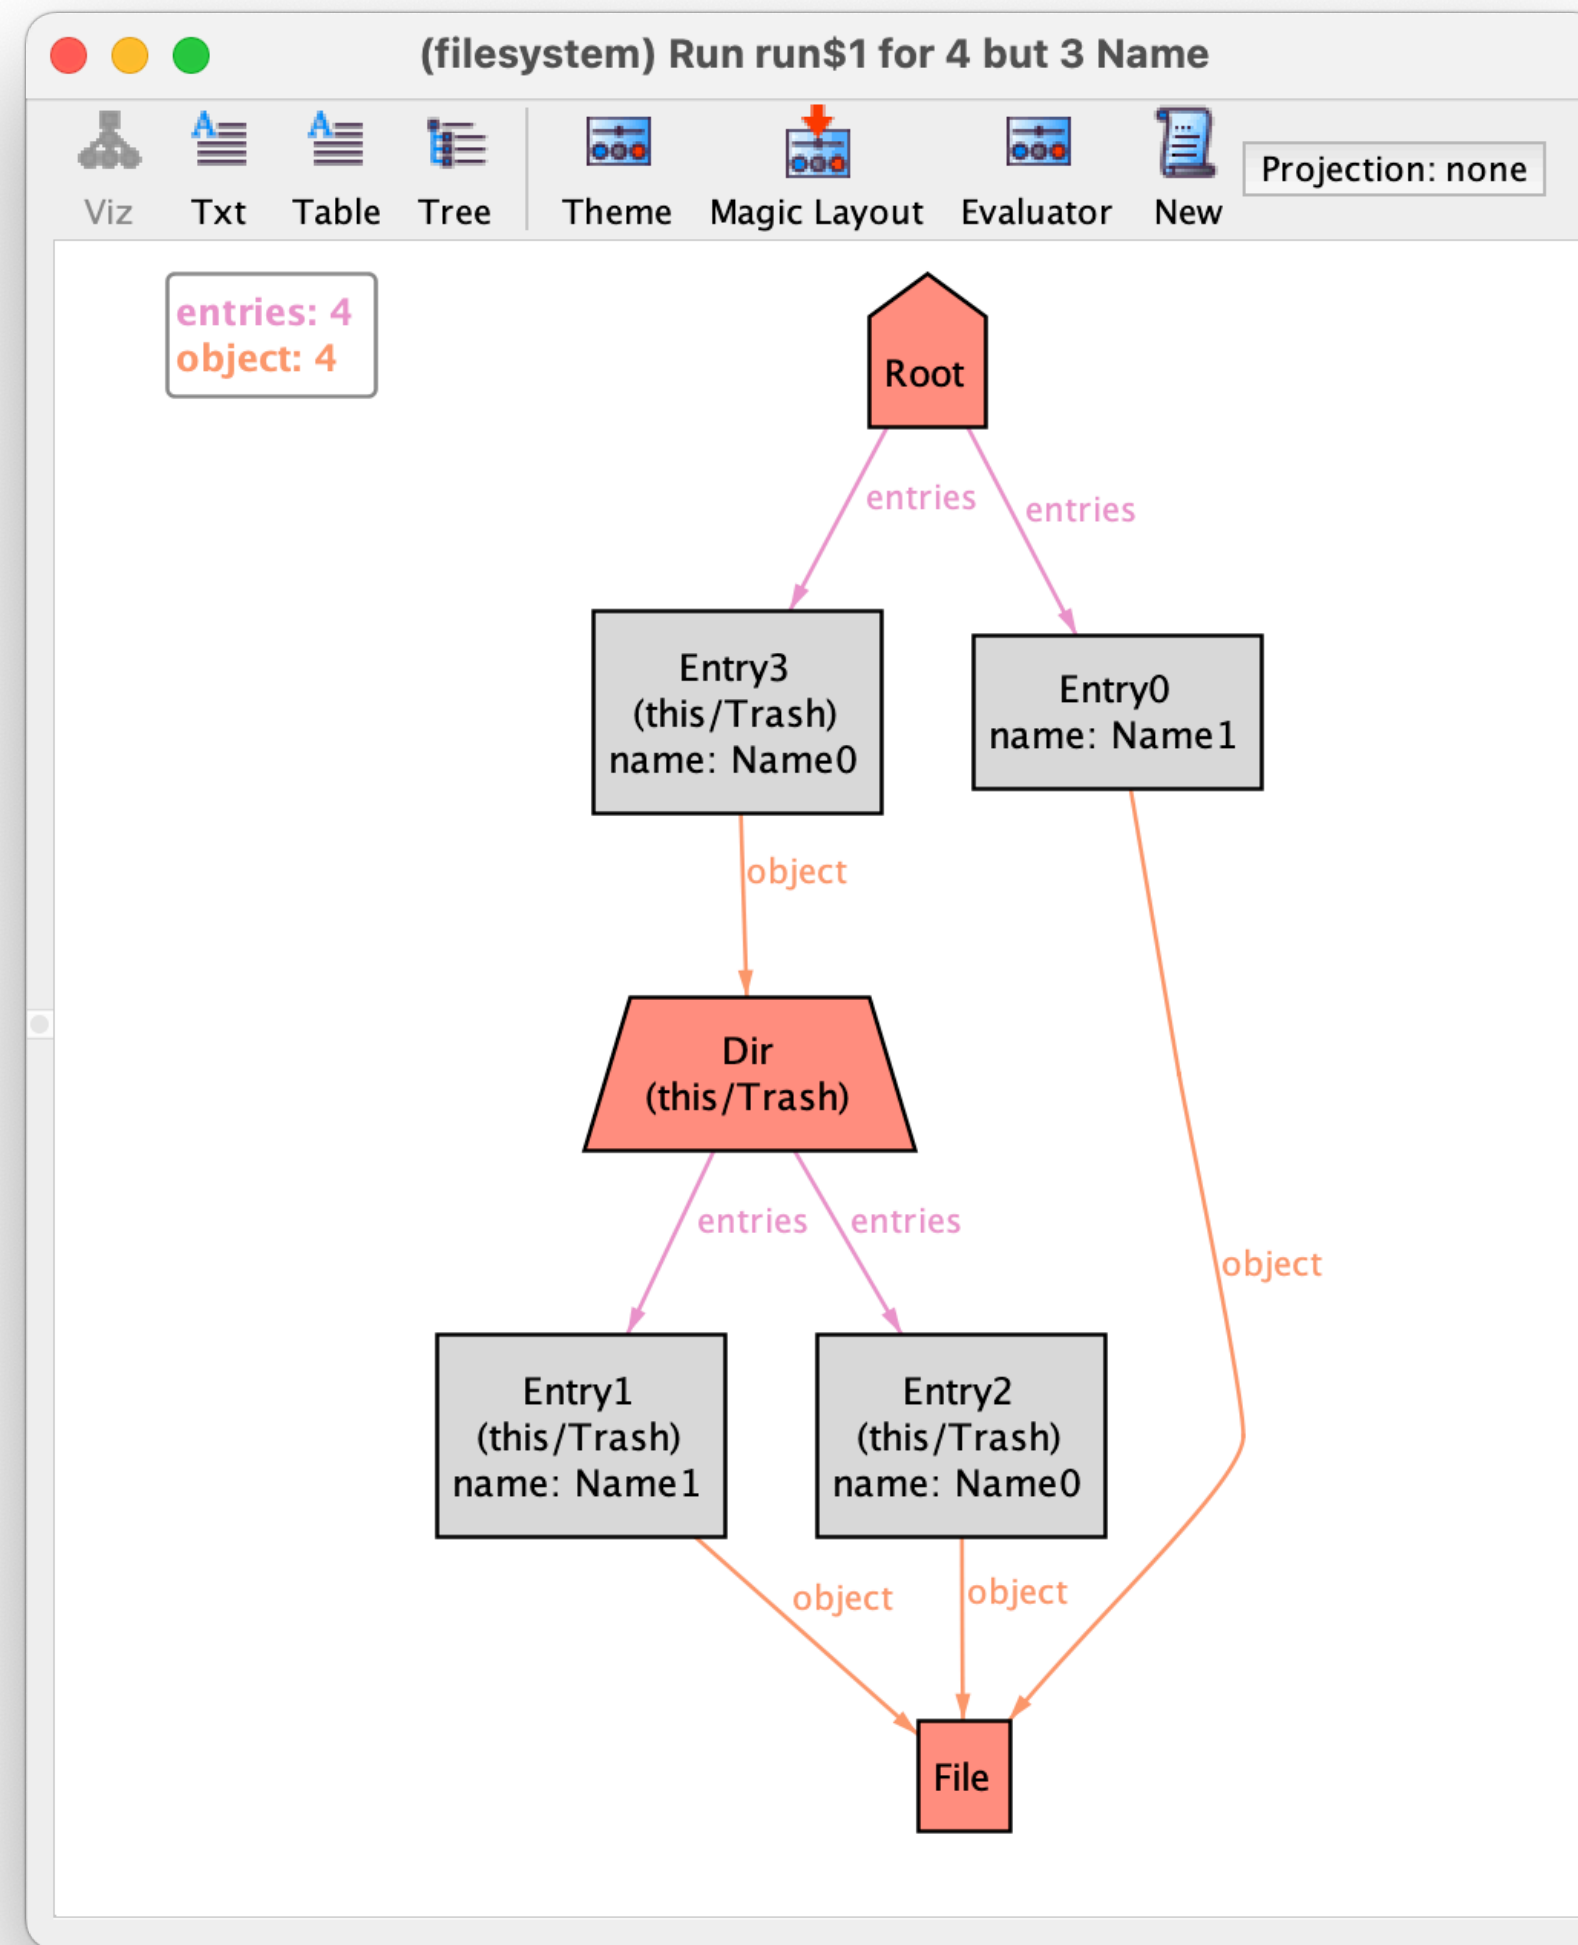 (filesystem) Run run$1 for 4 but 3 Name
Viz
Txt
Table
Tree
Theme
Magic Layout
Evaluator
New
Projection: none
entries: 4
object: 4
Root
entries
entries
Entry3
(this/Trash)
name: Name0
Entry0
name: Name1
object
Dir
(this/Trash)
entries
entries
object
Entry1
(this/Trash)
name: Name1
Entry2
(this/Trash)
name: Name0
object
object
File